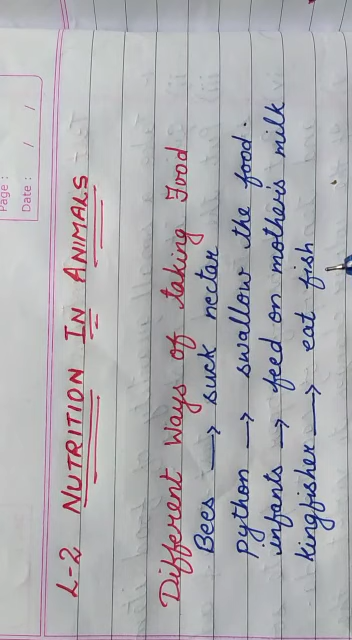 Page :
Date : / /
L-2 NUTRITION IN ANIMALS
Different Ways of taking Food
Bees → suck nectar
Python → swallow the food.
infants → feed on mother's milk
kingfisher → eat fish